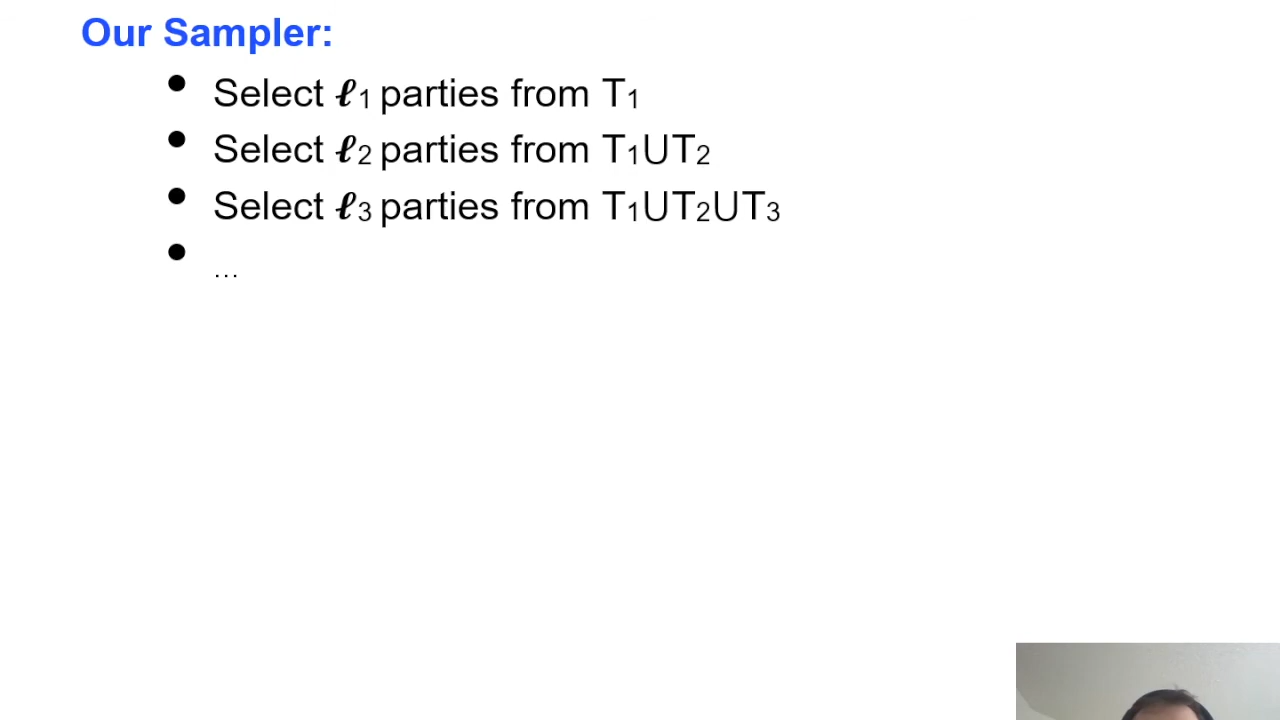 Our Sampler:
• Select ℓ1 parties from T1
• Select ℓ2 parties from T1UT2
• Select ℓ3 parties from T1UT2UT3
• ...